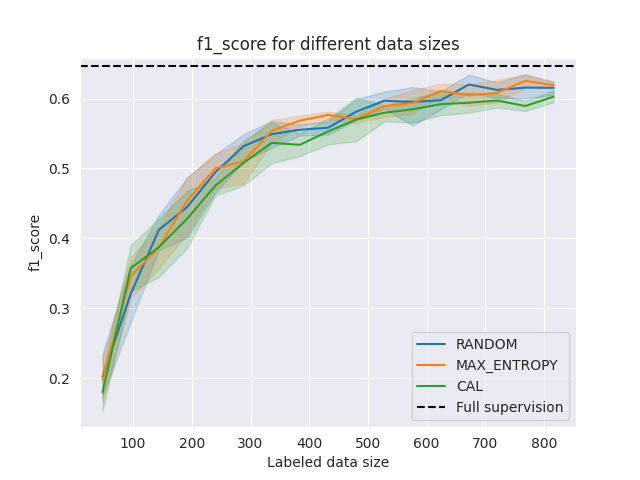 f1_score for different data sizes
f1_score
0.6
0.5
0.4
0.3
0.2
RANDOM
MAX_ENTROPY
CAL
Full supervision
100 200 300 400 500 600 700 800
Labeled data size